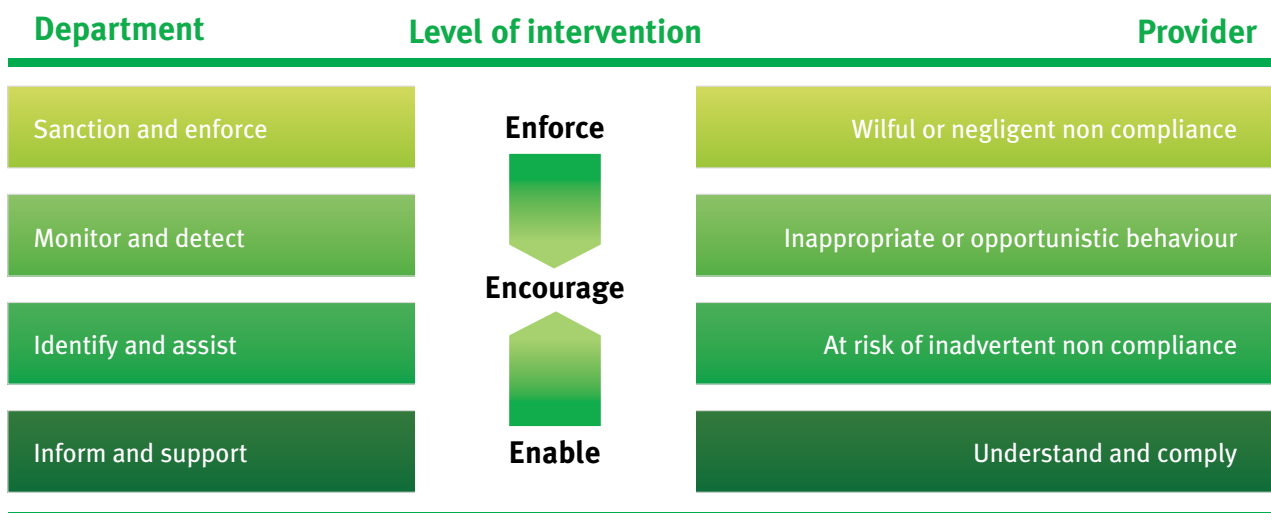 Department
Level of intervention
Provider
Sanction and enforce
Enforce
Wilful or negligent non compliance
Monitor and detect
Inappropriate or opportunistic behaviour
Encourage
Identify and assist
At risk of inadvertent non compliance
Inform and support
Enable
Understand and comply